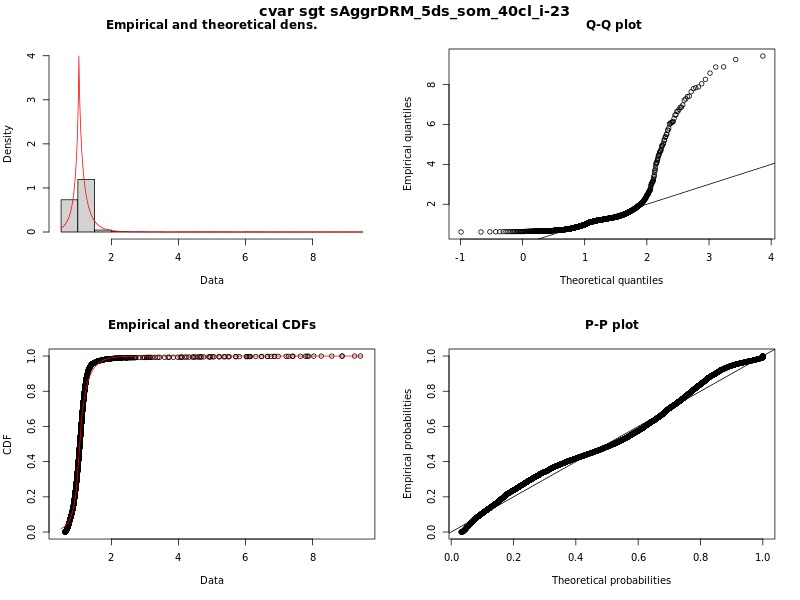 cvar sgt sAggrDRM_5ds_som_40cl_i-23
Empirical and theoretical dens.
Density
0 1 2 3 4
2 4 6 8
Data
Q-Q plot
Empirical quantiles
2 4 6 8
-1 0 1 2 3 4
Theoretical quantiles
Empirical and theoretical CDFs
CDF
0.0 0.2 0.4 0.6 0.8 1.0
2 4 6 8
Data
P-P plot
Empirical probabilities
0.0 0.2 0.4 0.6 0.8 1.0
0.0 0.2 0.4 0.6 0.8 1.0
Theoretical probabilities